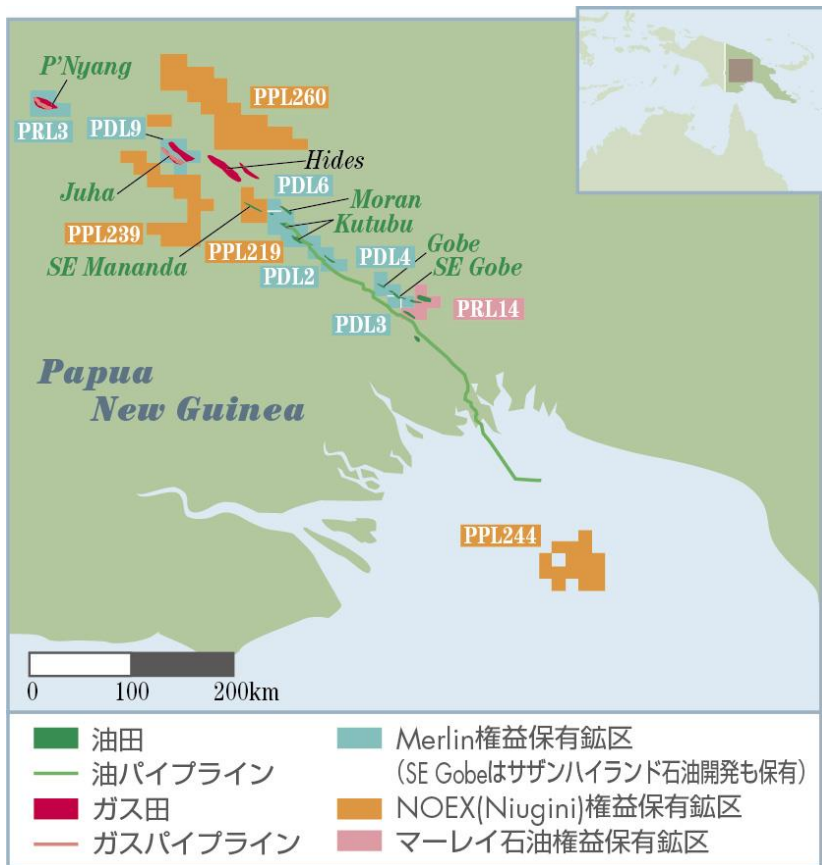 P'Nyang
PPL260
PRL3
PDL9
Hides
PDL6
Juha
Moran
Kutubu
PPL239
PPL219
Gobe
PDL4
SE Mananda
PDL2
SE Gobe
PDL3
PRL14
Papua
New Guinea
PPL244
0 100 200km
油田
油パイプライン
ガス田
ガスパイプライン
Merlin権益保有鉱区
(SE Gobeはサザンハイランド石油開発も保有)
NOEX(Niugini)権益保有鉱区
マーレイ石油権益保有鉱区